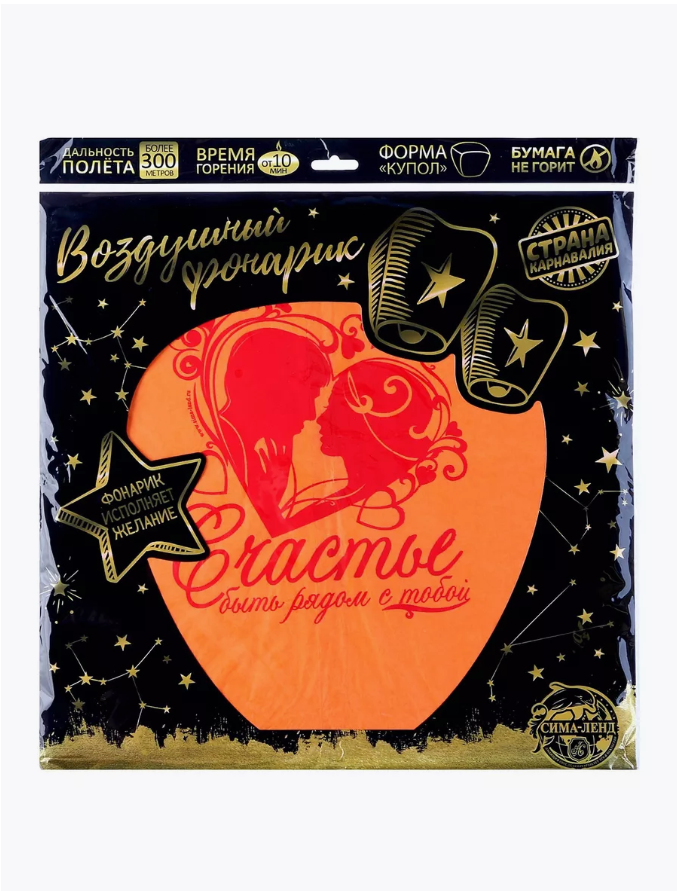 ДАЛЬНОСТЬ
ПОЛЁТА
БОЛЕЕ
300
МЕТРОВ
ВРЕМЯ
ГОРЕНИЯ
от 10
МИН
ФОРМА
«КУПОЛ»
БУМАГА
НЕ ГОРИТ
Воздушный
фонарик
СТРАНА
КАРНАВАЛИЯ
ФОНАРИК
ИСПОЛНЯЕТ
ЖЕЛАНИЕ
Счастье
быть рядом с тобой
СИМА-ЛЕНД